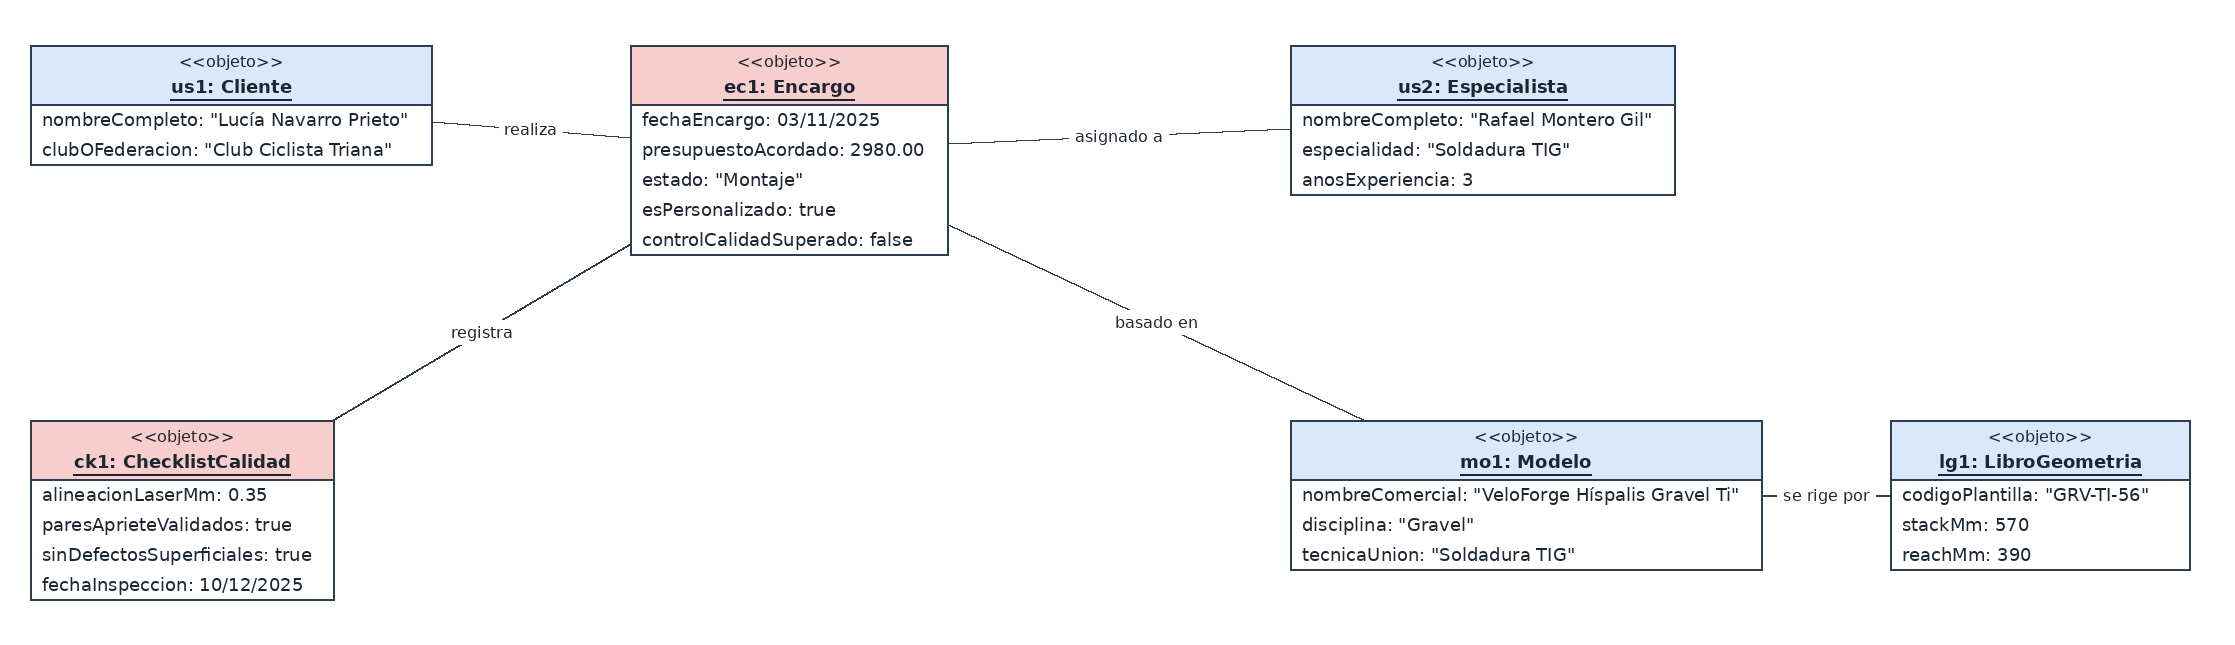 <<objeto>>
us1: Cliente
nombreCompleto: "Lucía Navarro Prieto"
clubOFederacion: "Club Ciclista Triana"
realiza
<<objeto>>
ec1: Encargo
fechaEncargo: 03/11/2025
presupuestoAcordado: 2980.00
estado: "Montaje"
esPersonalizado: true
controlCalidadSuperado: false
asignado a
<<objeto>>
us2: Especialista
nombreCompleto: "Rafael Montero Gil"
especialidad: "Soldadura TIG"
anosExperiencia: 3
registra
basado en
<<objeto>>
ck1: ChecklistCalidad
alineacionLaserMm: 0.35
paresAprieteValidados: true
sinDefectosSuperficiales: true
fechaInspeccion: 10/12/2025
<<objeto>>
mo1: Modelo
nombreComercial: "VeloForge Híspalis Gravel Ti"
disciplina: "Gravel"
tecnicaUnion: "Soldadura TIG"
se rige por
<<objeto>>
lg1: LibroGeometria
codigoPlantilla: "GRV-TI-56"
stackMm: 570
reachMm: 390